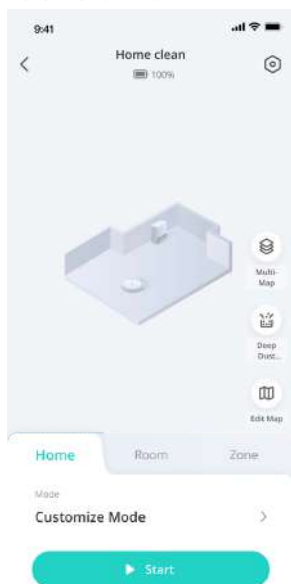 9:41
Home clean
100%
Multi-
Map
Deep
Dust...
Edit Map
Home Room Zone
Mode
Customize Mode
Start